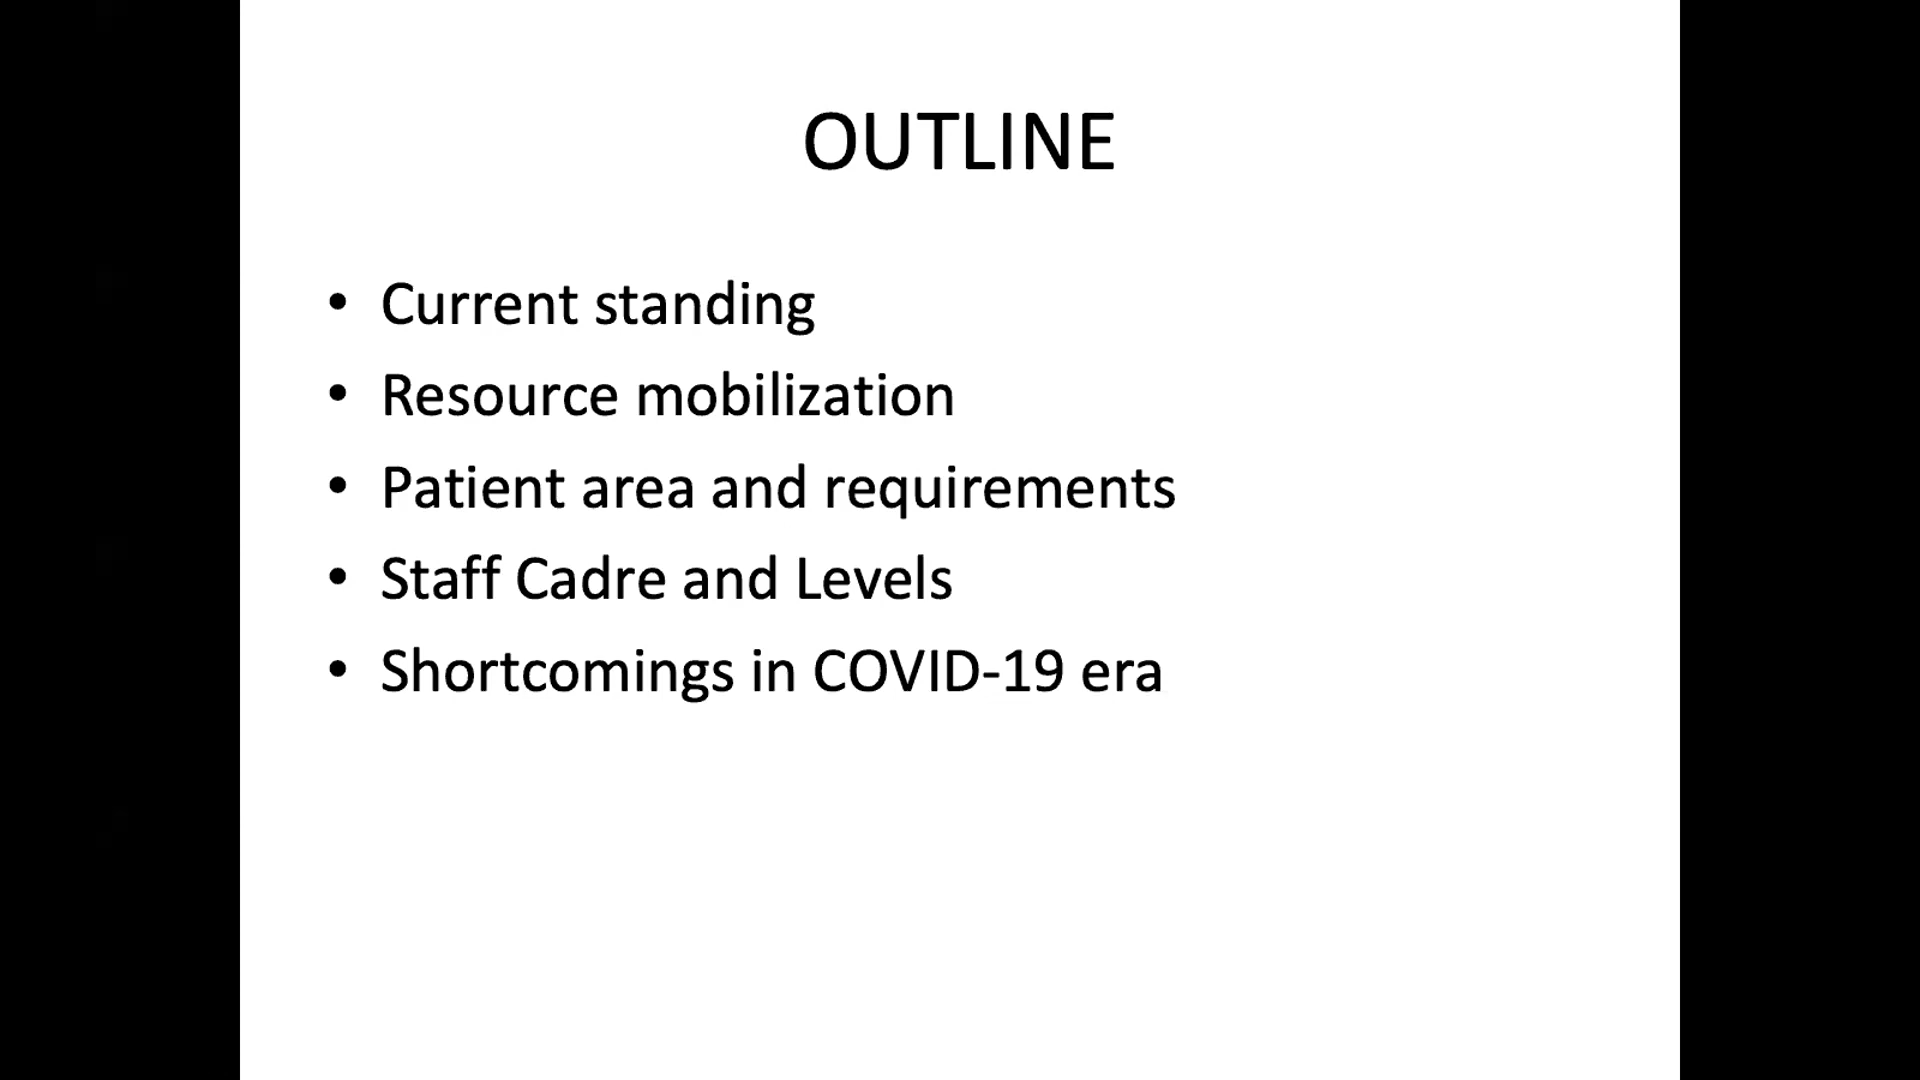 OUTLINE
• Current standing
• Resource mobilization
• Patient area and requirements
• Staff Cadre and Levels
• Shortcomings in COVID-19 era